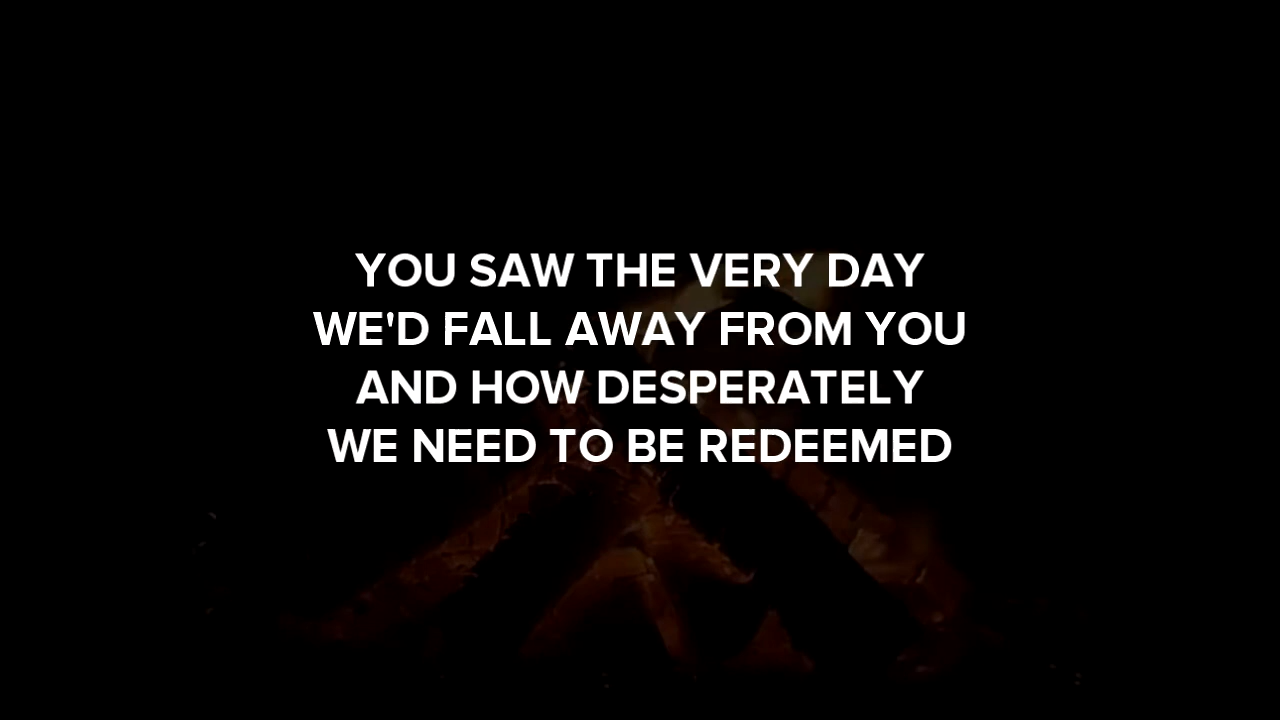 YOU SAW THE VERY DAY
WE'D FALL AWAY FROM YOU
AND HOW DESPERATELY
WE NEED TO BE REDEEMED